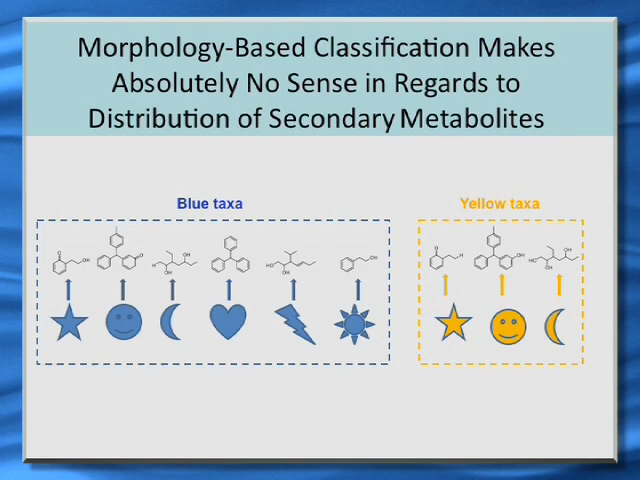 Morphology-Based Classification Makes
Absolutely No Sense in Regards to
Distribution of Secondary Metabolites
Blue taxa
Yellow taxa